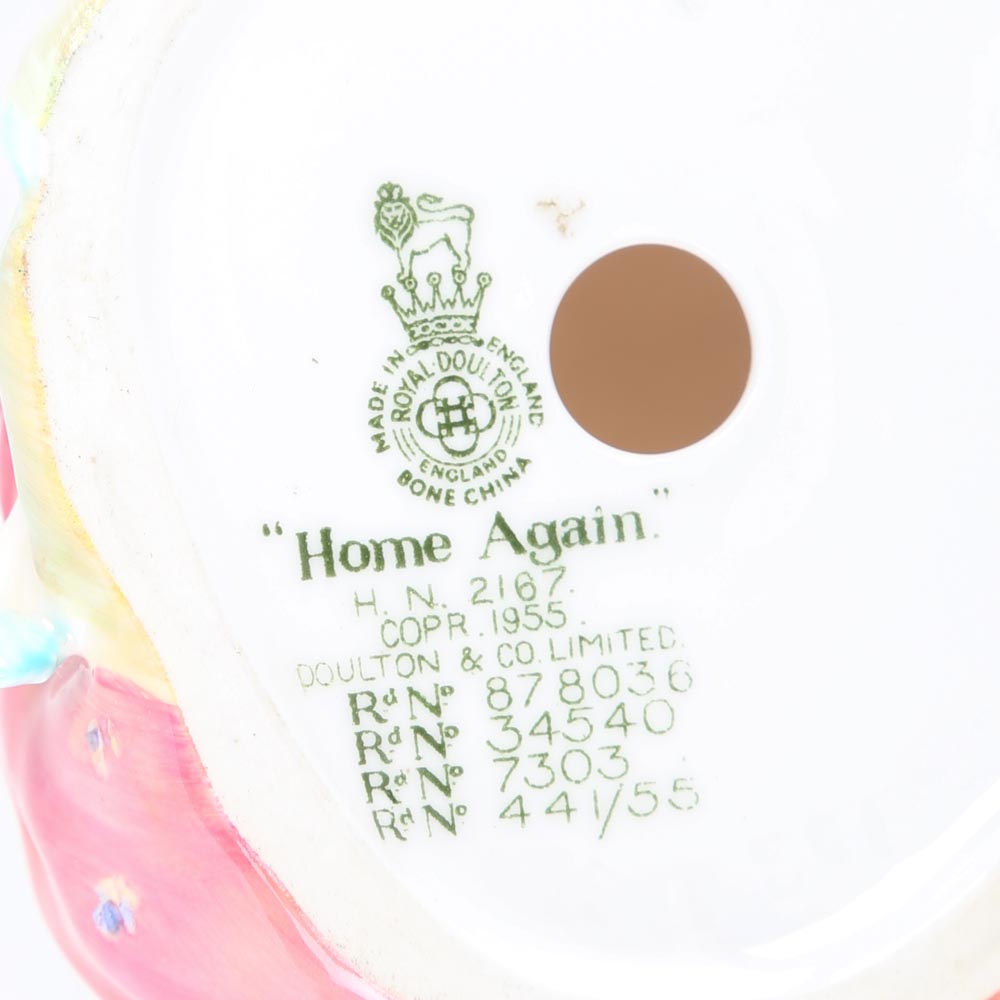 MADE IN ENGLAND
ROYAL·DOULTON
ENGLAND
BONE CHINA
“Home Again.”
H. N. 2167.
COPR. 1955.
DOULTON & CO. LIMITED.
Rd No 878036
Rd No 34540
Rd No 7303
Rd No 441/55